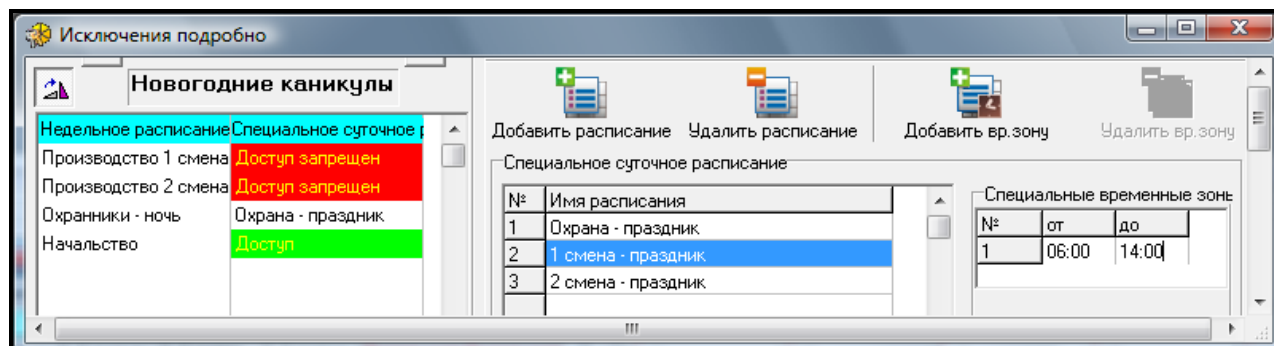 Исключения подробно
Новогодние каникулы
Недельное расписание Специальное суточное р
Производство 1 смена Доступ запрещен
Производство 2 смена Доступ запрещен
Охранники - ночь Охрана - праздник
Начальство Доступ
Добавить расписание Удалить расписание Добавить вр.зону Удалить вр.зону
Специальное суточное расписание
№ Имя расписания
1 Охрана - праздник
2 1 смена - праздник
3 2 смена - праздник
Специальные временные зоны
№ от до
1 06:00 14:00